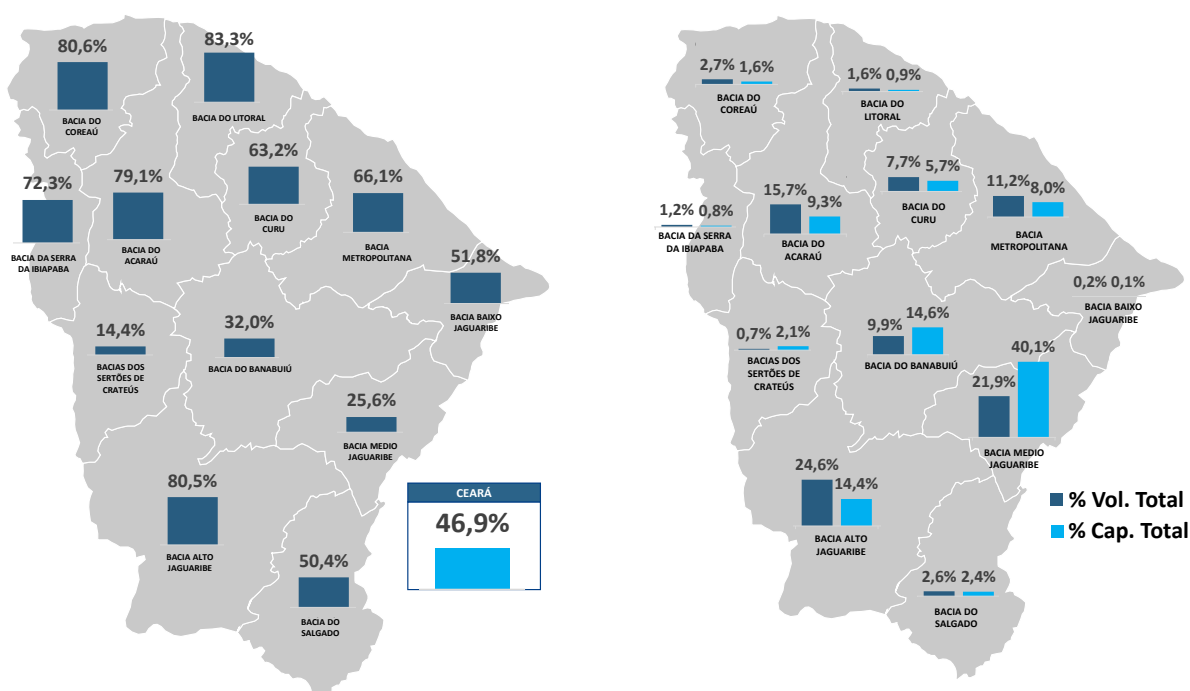 80,6%
BACIA DO
COREAÚ
83,3%
BACIA DO LITORAL
72,3%
BACIA DA SERRA
DA IBIAPABA
79,1%
BACIA DO
ACARAÚ
63,2%
BACIA DO
CURU
66,1%
BACIA
METROPOLITANA
51,8%
BACIA BAIXO
JAGUARIBE
14,4%
BACIAS DOS
SERTÕES DE
CRATEÚS
32,0%
BACIA DO BANABUIÚ
25,6%
BACIA MEDIO
JAGUARIBE
80,5%
BACIA ALTO
JAGUARIBE
50,4%
BACIA DO
SALGADO
CEARÁ
46,9%
2,7% 1,6%
BACIA DO
COREAÚ
1,6% 0,9%
BACIA DO
LITORAL
1,2% 0,8%
BACIA DA SERRA
DA IBIAPABA
15,7% 9,3%
BACIA DO
ACARAÚ
7,7% 5,7%
BACIA DO
CURU
11,2% 8,0%
BACIA
METROPOLITANA
0,2% 0,1%
BACIA BAIXO
JAGUARIBE
0,7% 2,1%
BACIAS DOS
SERTÕES DE
CRATEÚS
9,9% 14,6%
BACIA DO BANABUIÚ
21,9% 40,1%
BACIA MEDIO
JAGUARIBE
24,6% 14,4%
BACIA ALTO
JAGUARIBE
2,6% 2,4%
BACIA DO
SALGADO
% Vol. Total
% Cap. Total